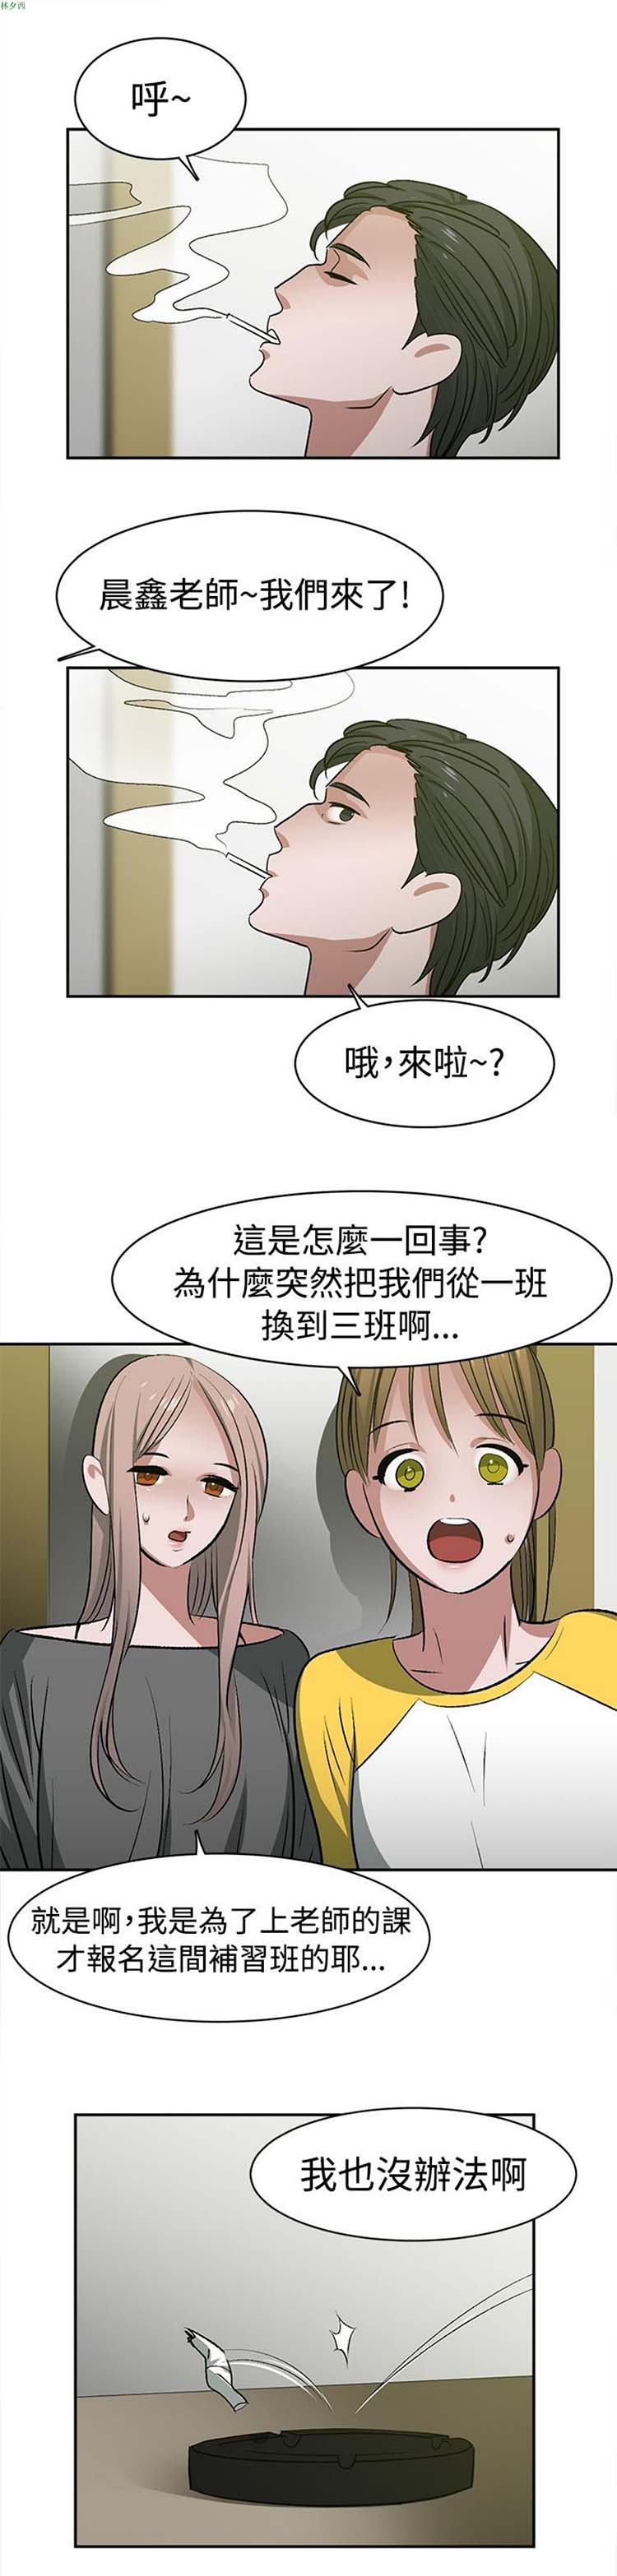 林夕西
呼~
晨鑫老師~我們來了!
哦,來啦~?
這是怎麼一回事?
為什麼突然把我們從一班
換到三班啊...
就是啊,我是為了上老師的課
才報名這間補習班的耶...
我也沒辦法啊